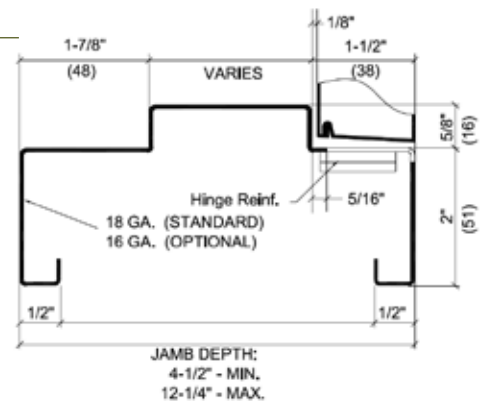 1/8"
1-7/8"
1-1/2"
(48)
VARIES
(38)
5/8"
(16)
Hinge Reinf.
5/16"
18 GA. (STANDARD)
16 GA. (OPTIONAL)
2"
(51)
1/2"
1/2"
JAMB DEPTH:
4-1/2" - MIN.
12-1/4" - MAX.